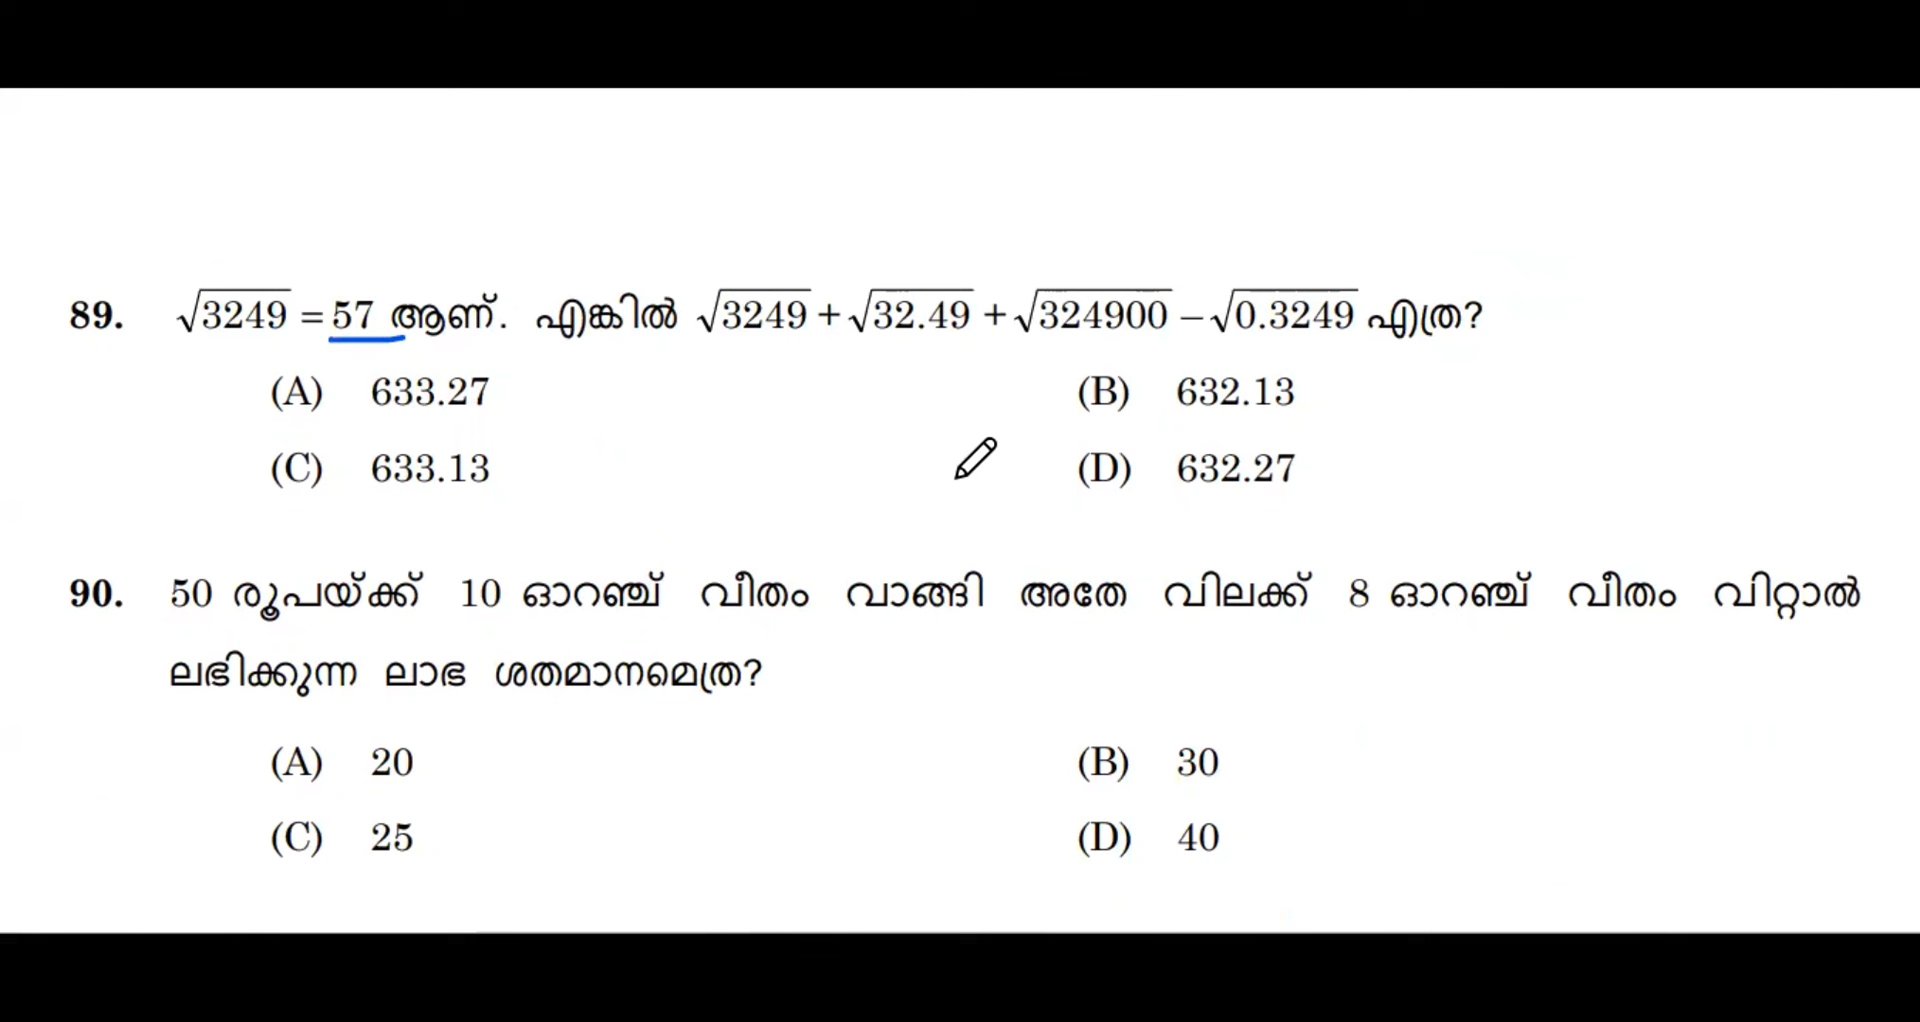 89. √3249 = 57 ആണ്. എങ്കിൽ √3249 + √32.49 + √324900 − √0.3249 എത്ര?
(A) 633.27 (B) 632.13
(C) 633.13 (D) 632.27
90. 50 രൂപയ്ക്ക് 10 ഓറഞ്ച് വീതം വാങ്ങി അതേ വിലക്ക് 8 ഓറഞ്ച് വീതം വിറ്റാൽ
ലഭിക്കുന്ന ലാഭ ശതമാനമെത്ര?
(A) 20 (B) 30
(C) 25 (D) 40